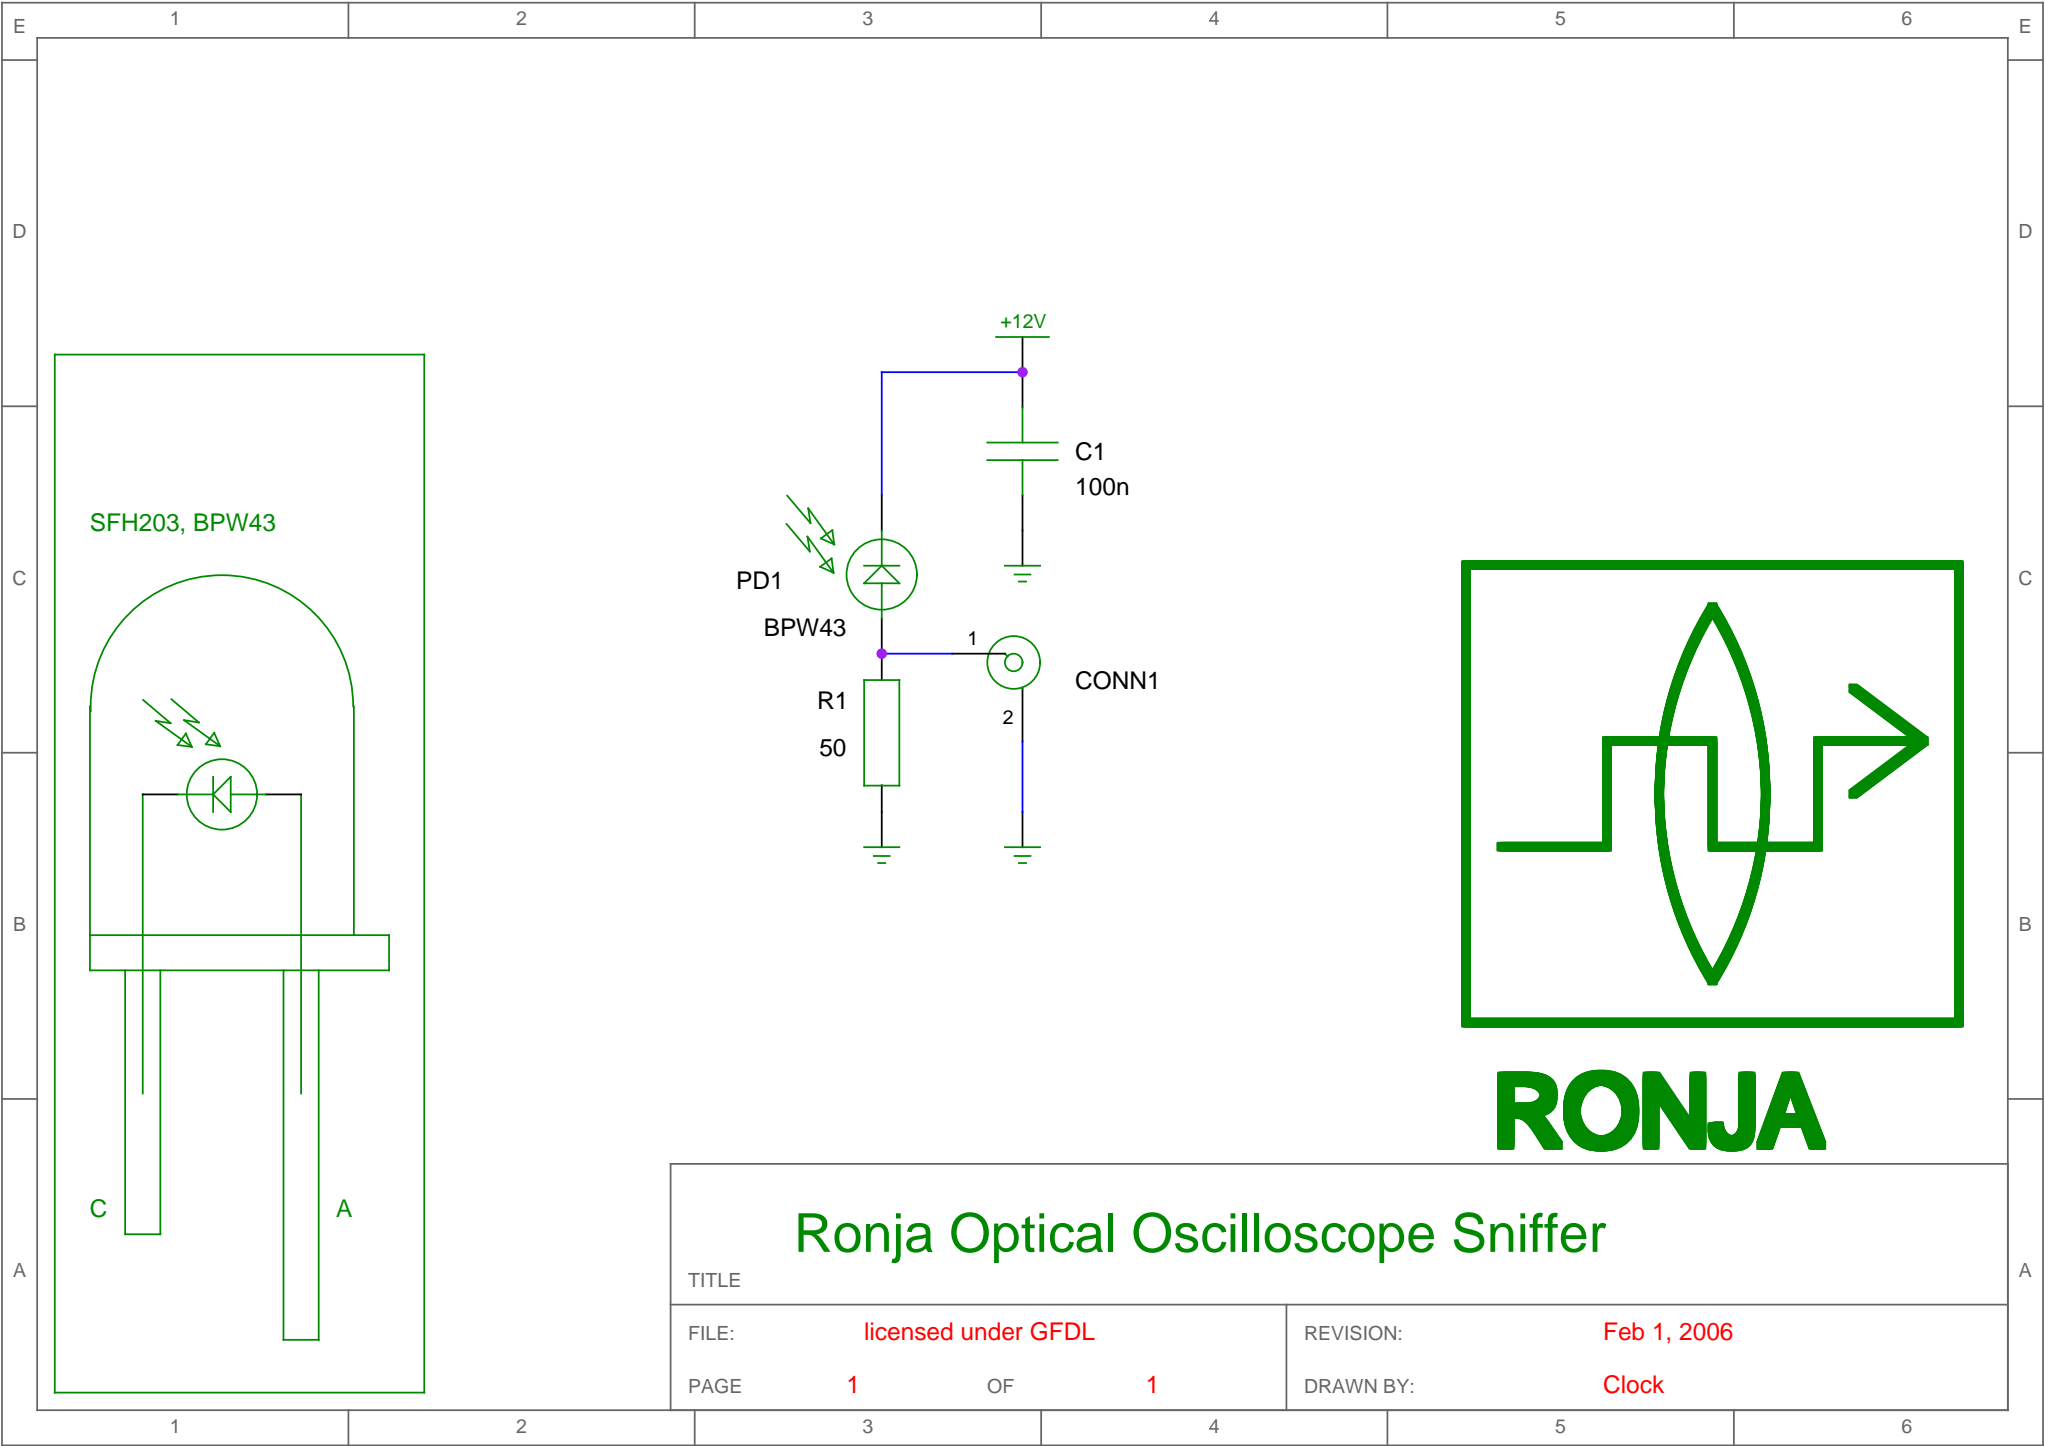 1 2 3 4 5 6
E E
D D
C C
B B
A A
+12V
C1
100n
SFH203, BPW43
PD1
BPW43
1
CONN1
R1
2
50
RONJA
C A
Ronja Optical Oscilloscope Sniffer
TITLE
FILE: licensed under GFDL REVISION: Feb 1, 2006
PAGE 1 OF 1 DRAWN BY: Clock
1 2 3 4 5 6